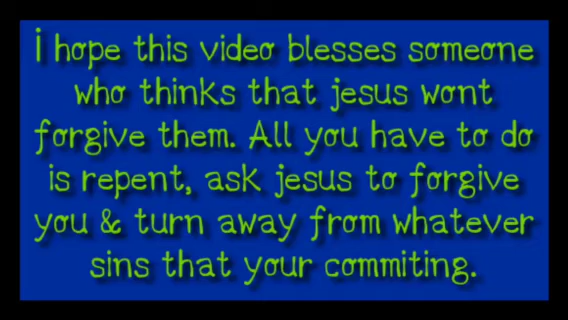 I hope this video blesses someone
who thinks that jesus wont
forgive them. All you have to do
is repent, ask jesus to forgive
you & turn away from whatever
sins that your commiting.